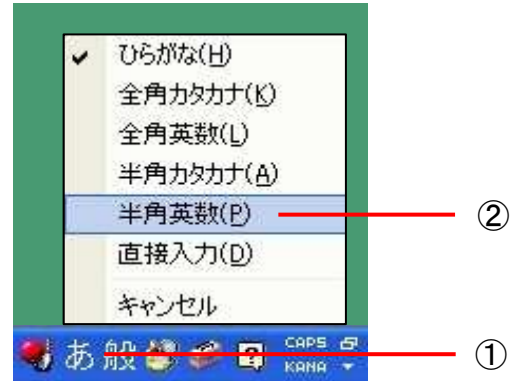 ひらがな(H)
全角カタカナ(K)
全角英数(L)
半角カタカナ(A)
半角英数(P)
②
直接入力(D)
キャンセル
あ 般 ? CAPS
KANA
①